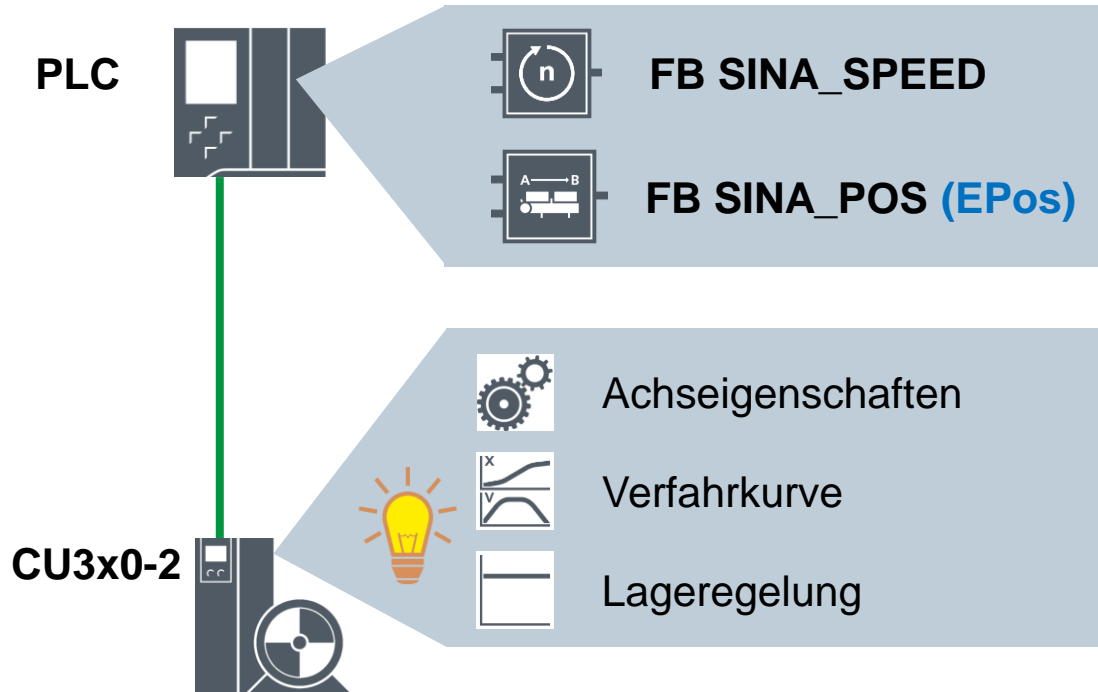 PLC
n
FB SINA_SPEED
A B
FB SINA_POS (EPos)
Achseigenschaften
X
V
Verfahrkurve
CU3x0-2
Lageregelung